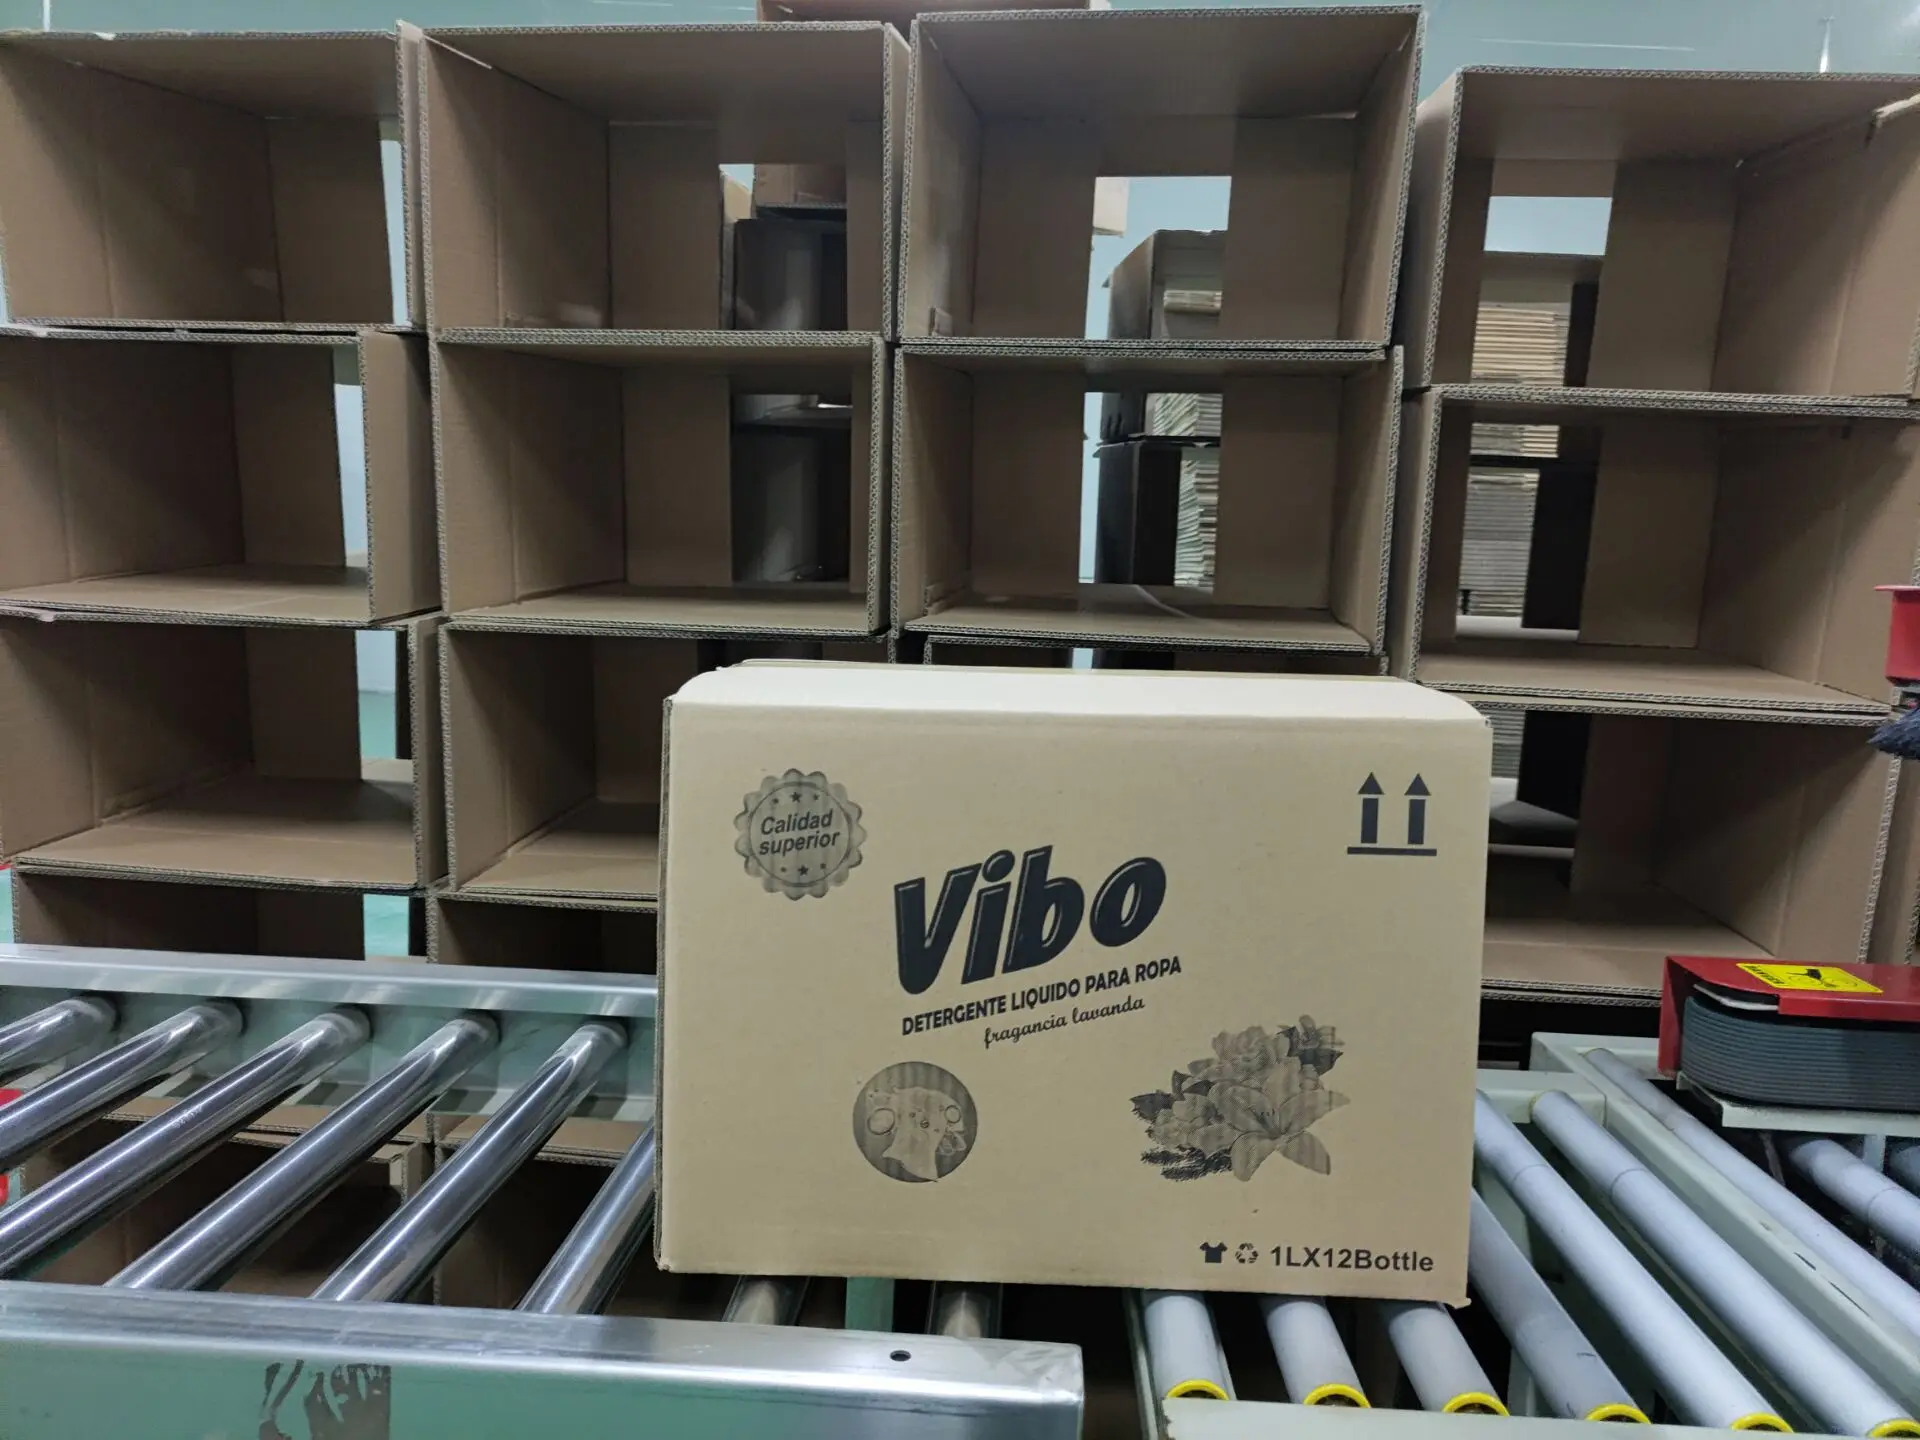 Calidad
superior
Vibo
DETERGENTE LIQUIDO PARA ROPA
fragancia lavanda
1LX12Bottle